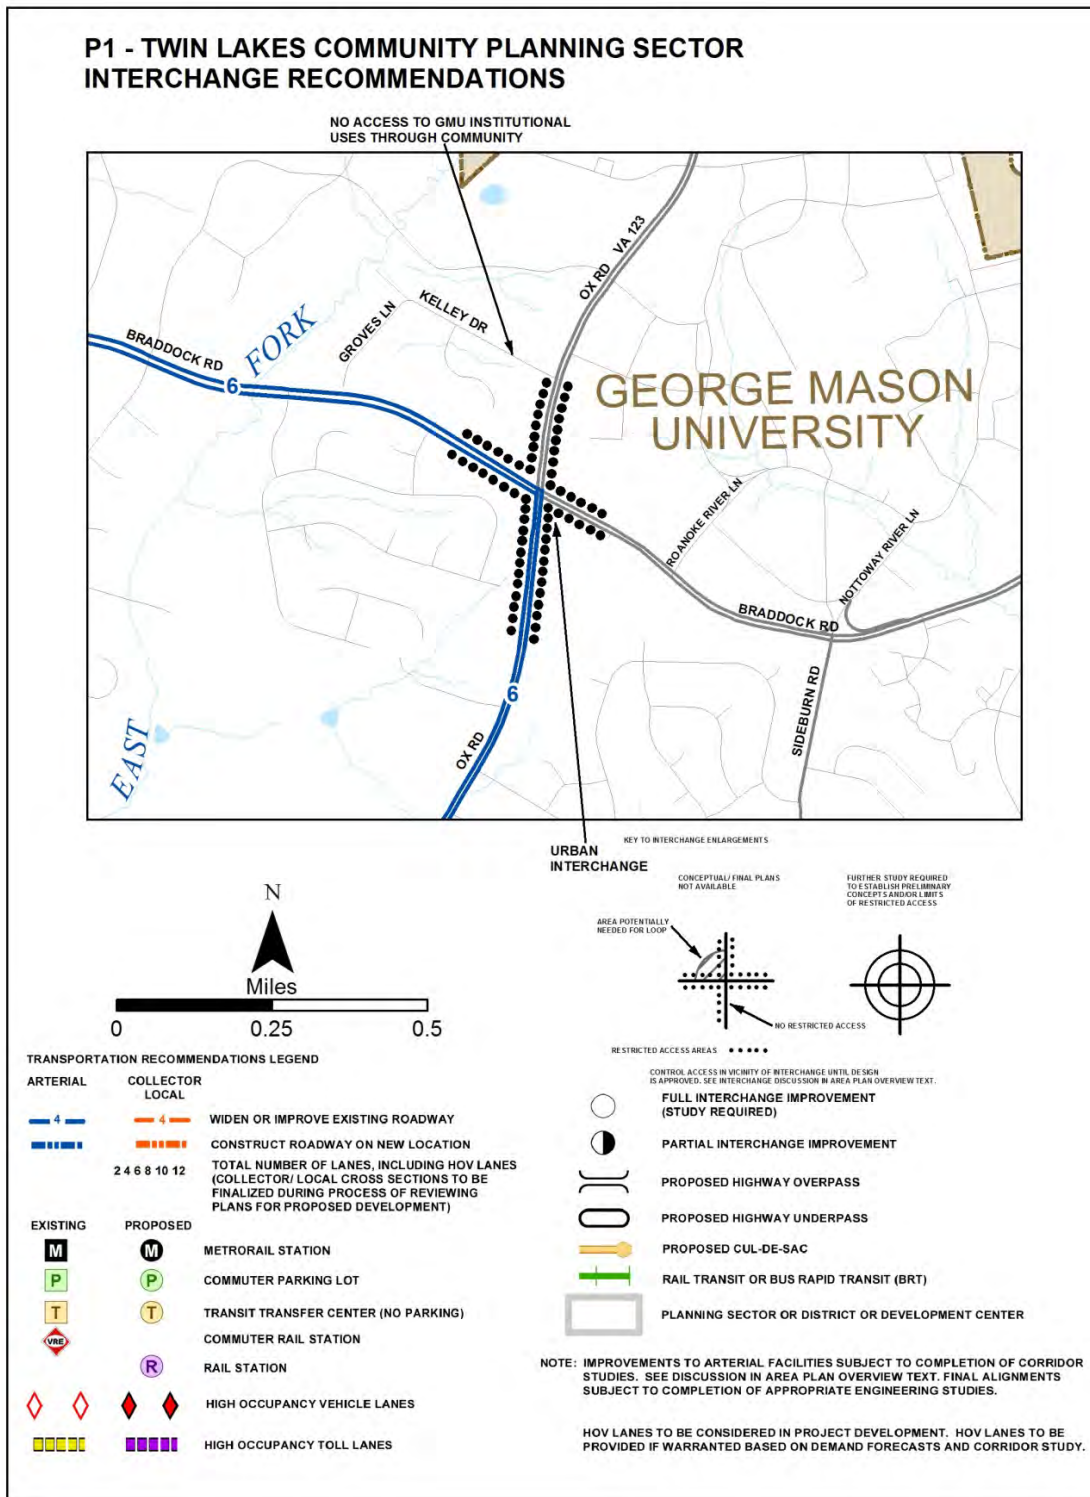 P1 - TWIN LAKES COMMUNITY PLANNING SECTOR
INTERCHANGE RECOMMENDATIONS
NO ACCESS TO GMU INSTITUTIONAL
USES THROUGH COMMUNITY
OX RD VA 123
KELLEY DR
GROVES LN
BRADDOCK RD
6
FORK
GEORGE MASON
UNIVERSITY
ROANOKE RIVER LN
NOTTOWAY RIVER LN
BRADDOCK RD
SIDEBURN RD
6
OX RD
EAST
URBAN
INTERCHANGE
KEY TO INTERCHANGE ENLARGEMENTS
CONCEPTUAL/ FINAL PLANS
NOT AVAILABLE
FURTHER STUDY REQUIRED
TO ESTABLISH PRELIMINARY
CONCEPTS AND/OR LIMITS
OF RESTRICTED ACCESS
AREA POTENTIALLY
NEEDED FOR LOOP
NO RESTRICTED ACCESS
RESTRICTED ACCESS AREAS
CONTROL ACCESS IN VICINITY OF INTERCHANGE UNTIL DESIGN
IS APPROVED. SEE INTERCHANGE DISCUSSION IN AREA PLAN OVERVIEW TEXT.
N
Miles
0 0.25 0.5
TRANSPORTATION RECOMMENDATIONS LEGEND
ARTERIAL COLLECTOR
LOCAL
4 4 WIDEN OR IMPROVE EXISTING ROADWAY
CONSTRUCT ROADWAY ON NEW LOCATION
2 4 6 8 10 12 TOTAL NUMBER OF LANES, INCLUDING HOV LANES
(COLLECTOR/ LOCAL CROSS SECTIONS TO BE
FINALIZED DURING PROCESS OF REVIEWING
PLANS FOR PROPOSED DEVELOPMENT)
EXISTING PROPOSED
M M METRORAIL STATION
P P COMMUTER PARKING LOT
T T TRANSIT TRANSFER CENTER (NO PARKING)
VRE COMMUTER RAIL STATION
R RAIL STATION
HIGH OCCUPANCY VEHICLE LANES
HIGH OCCUPANCY TOLL LANES
FULL INTERCHANGE IMPROVEMENT
(STUDY REQUIRED)
PARTIAL INTERCHANGE IMPROVEMENT
PROPOSED HIGHWAY OVERPASS
PROPOSED HIGHWAY UNDERPASS
PROPOSED CUL-DE-SAC
RAIL TRANSIT OR BUS RAPID TRANSIT (BRT)
PLANNING SECTOR OR DISTRICT OR DEVELOPMENT CENTER
NOTE: IMPROVEMENTS TO ARTERIAL FACILITIES SUBJECT TO COMPLETION OF CORRIDOR
STUDIES. SEE DISCUSSION IN AREA PLAN OVERVIEW TEXT. FINAL ALIGNMENTS
SUBJECT TO COMPLETION OF APPROPRIATE ENGINEERING STUDIES.
HOV LANES TO BE CONSIDERED IN PROJECT DEVELOPMENT. HOV LANES TO BE
PROVIDED IF WARRANTED BASED ON DEMAND FORECASTS AND CORRIDOR STUDY.